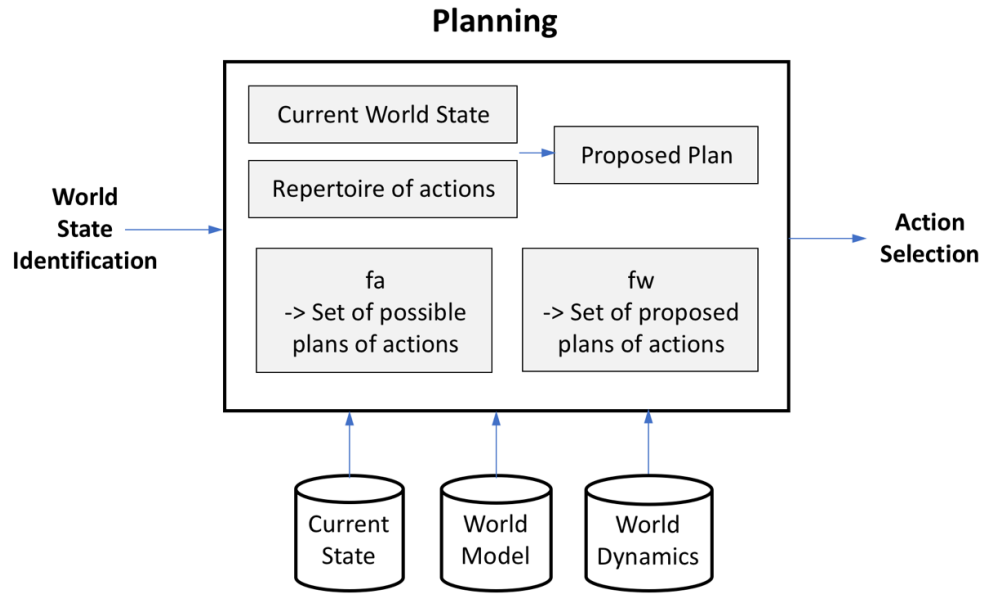 Planning
Current World State
Proposed Plan
Repertoire of actions
World
State
Identification
Action
Selection
fa
-> Set of possible
plans of actions
fw
-> Set of proposed
plans of actions
Current
State
World
Model
World
Dynamics